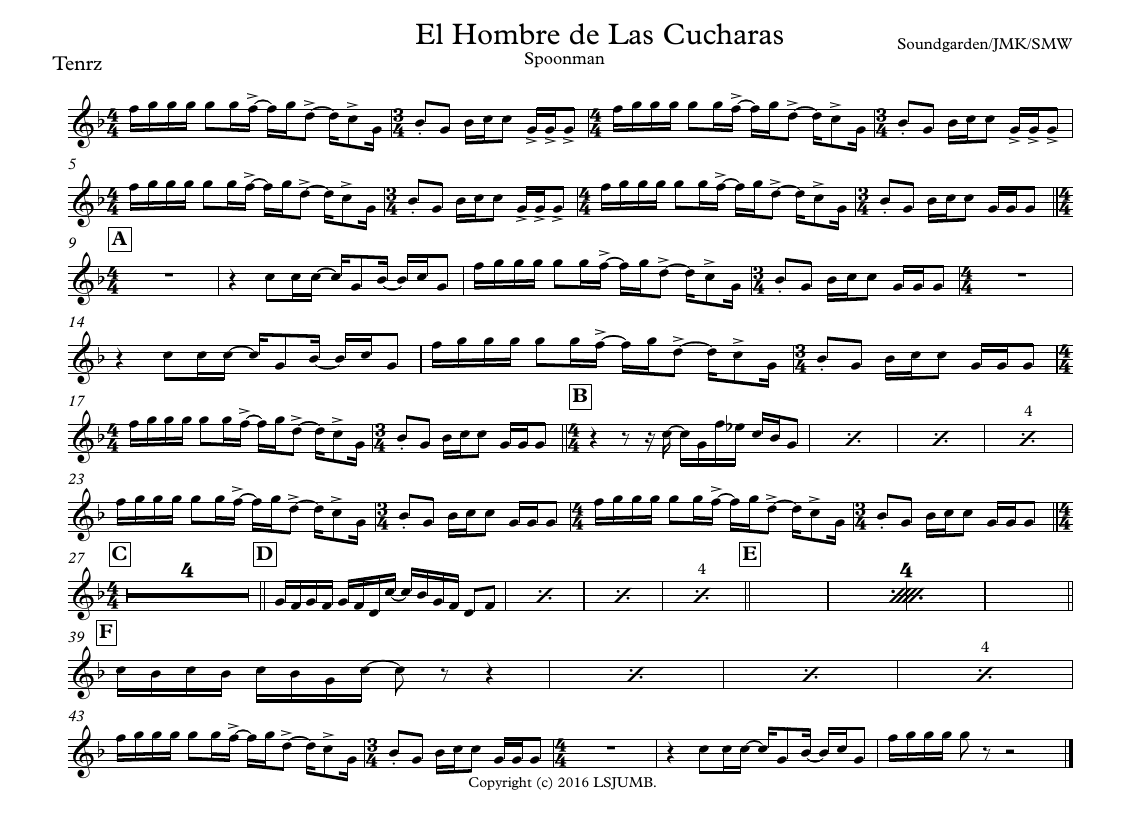 El Hombre de Las Cucharas
Spoonman
Soundgarden/JMK/SMW
Tenrz
5
9
A
14
17
B
4
23
27
C
4
D
4
E
4
39
F
4
43
Copyright (c) 2016 LSJUMB.